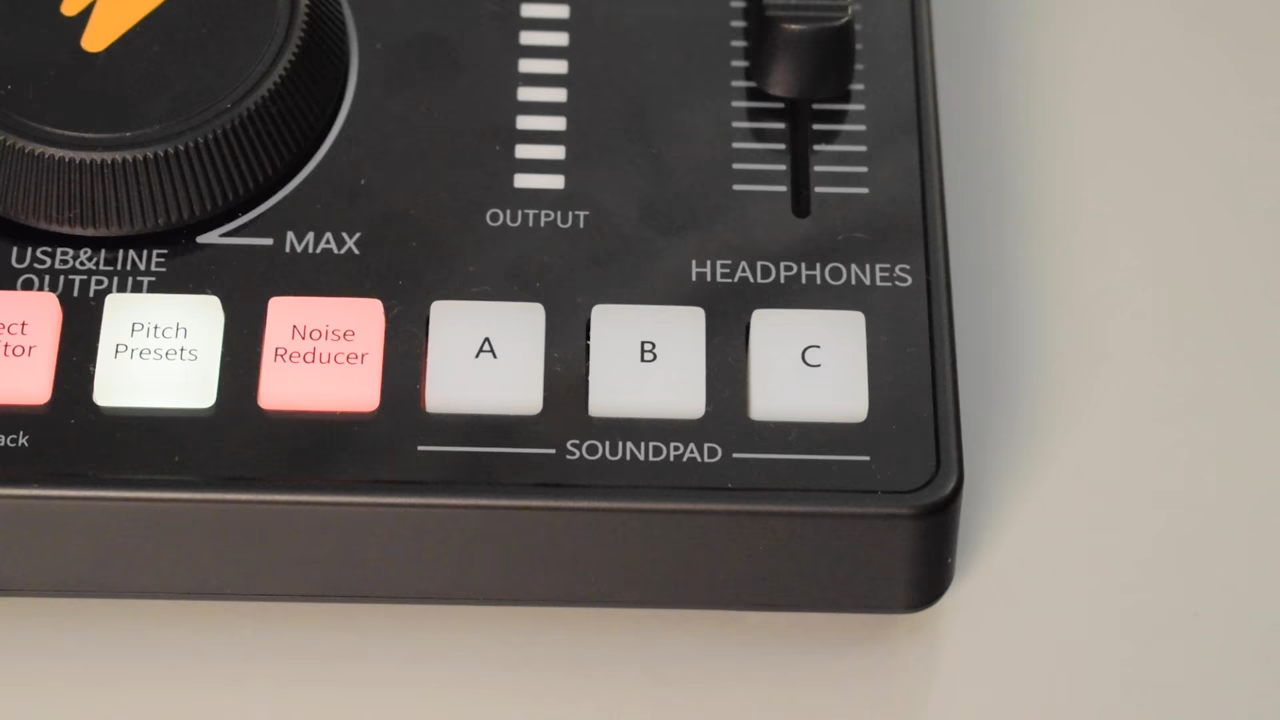 OUTPUT
MAX
USB&LINE
OUTPUT
HEADPHONES
Pitch
Presets
Noise
Reducer
A
B
C
SOUNDPAD